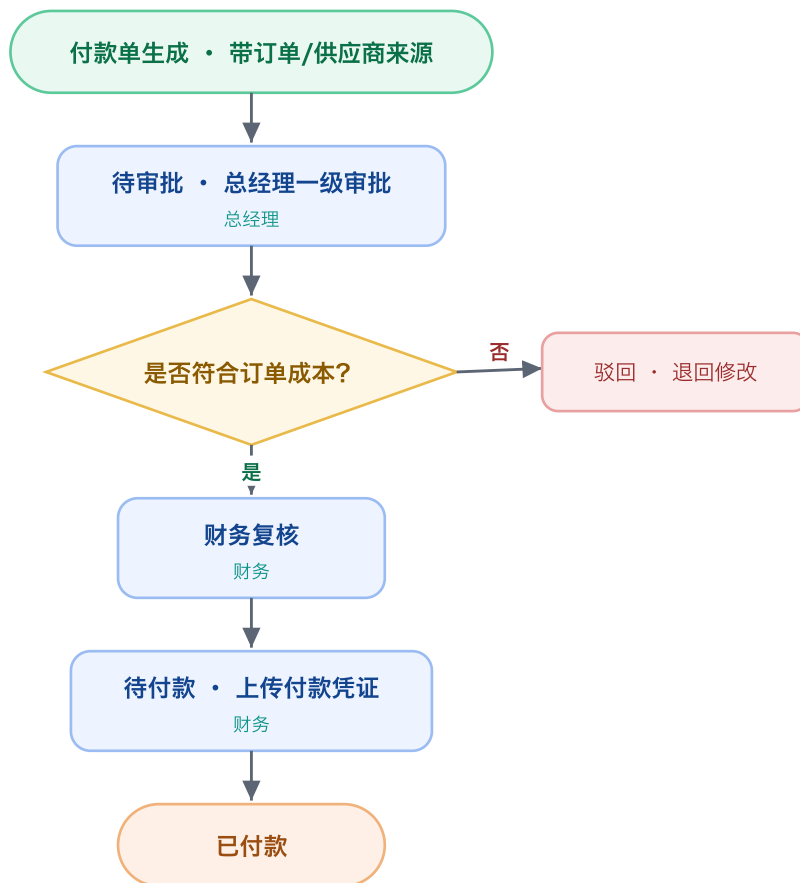 付款单生成 · 带订单/供应商来源
待审批 · 总经理一级审批
总经理
是否符合订单成本?
否
驳回 · 退回修改
是
财务复核
财务
待付款 · 上传付款凭证
财务
已付款